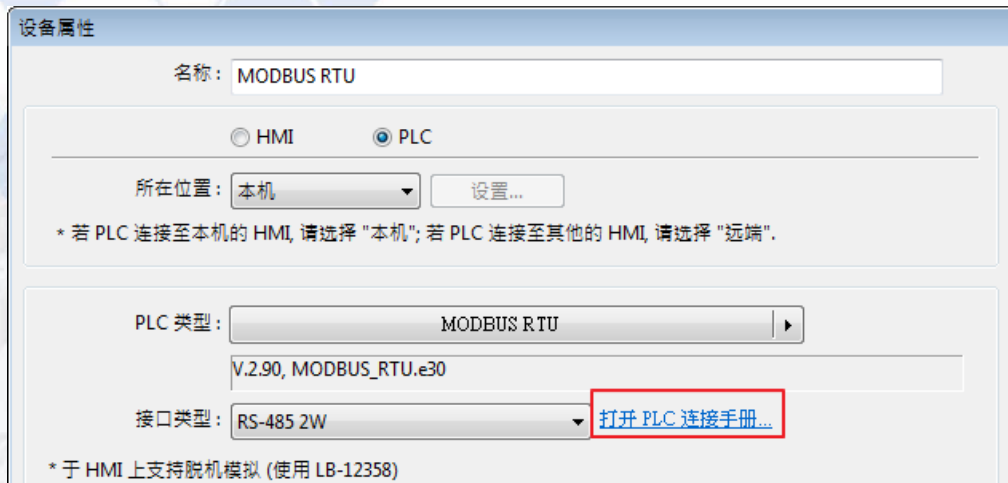 设备属性
名称： MODBUS RTU
HMI PLC
所在位置： 本机 设置...
* 若 PLC 连接至本机的 HMI, 请选择 "本机"; 若 PLC 连接至其他的 HMI, 请选择 "远端".
PLC 类型： MODBUS RTU
V.2.90, MODBUS_RTU.e30
接口类型： RS-485 2W 打开 PLC 连接手册...
* 于 HMI 上支持脱机模拟 (使用 LB-12358)